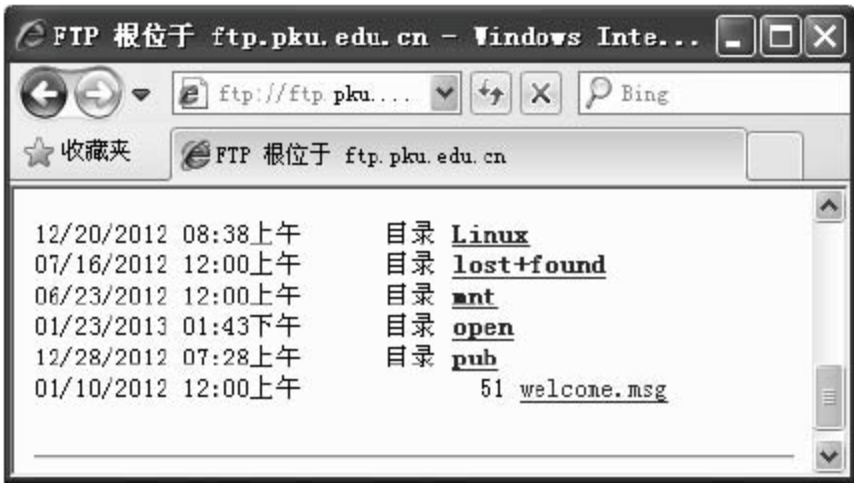 FTP 根位于 ftp.pku.edu.cn - Windows Inte...
ftp://ftp.pku....
Bing
收藏夹
FTP 根位于 ftp.pku.edu.cn
12/20/2012 08:38上午 目录 Linux
07/16/2012 12:00上午 目录 lost+found
06/23/2012 12:00上午 目录 mnt
01/23/2013 01:43下午 目录 open
12/28/2012 07:28上午 目录 pub
01/10/2012 12:00上午 51 welcome.msg